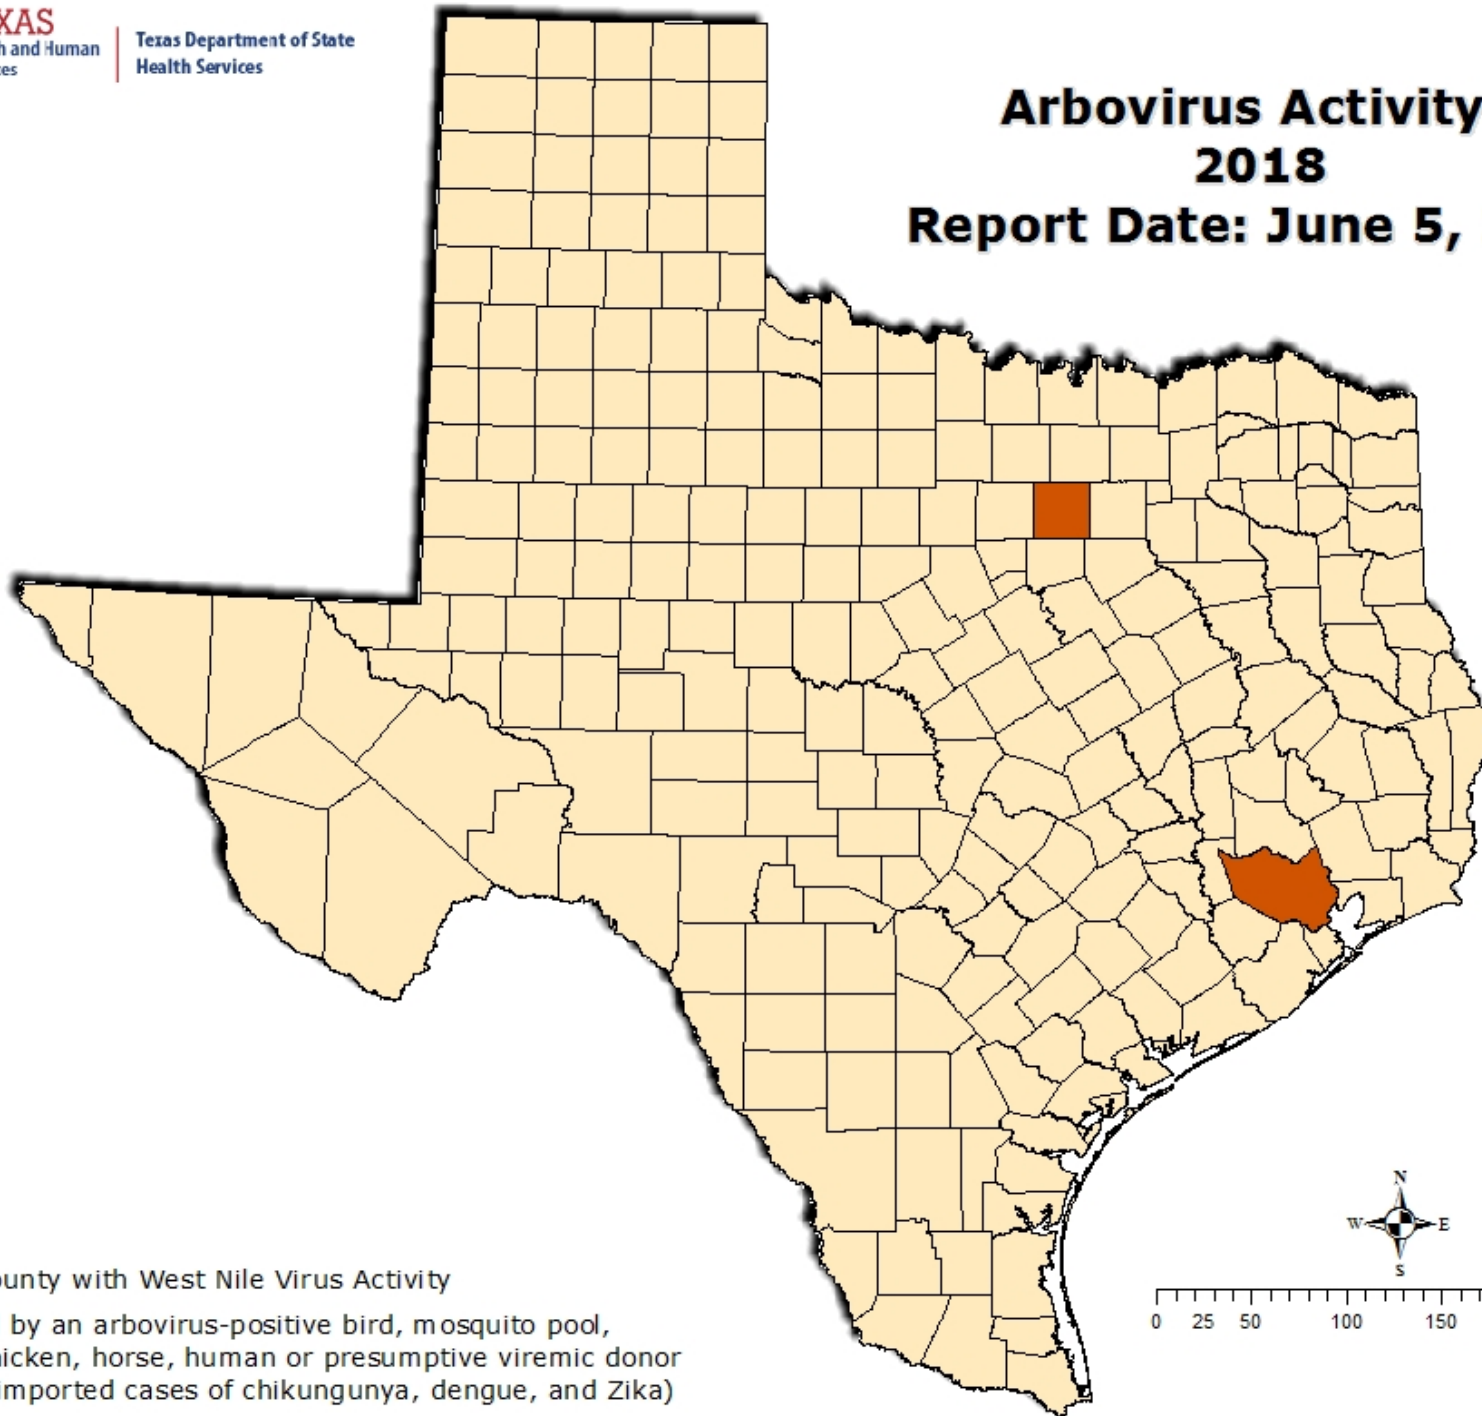 XAS
h and Human
ces
Texas Department of State
Health Services
Arbovirus Activity
2018
Report Date: June 5,
N
W E
S
ounty with West Nile Virus Activity
by an arbovirus-positive bird, mosquito pool,
icken, horse, human or presumptive viremic donor
imported cases of chikungunya, dengue, and Zika)
0 25 50 100 150